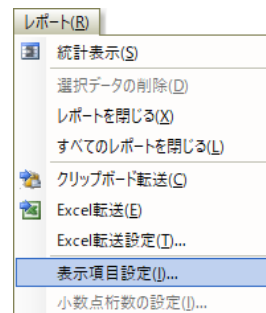 レポート(R)
統計表示(S)
選択データの削除(D)
レポートを閉じる(X)
すべてのレポートを閉じる(L)
クリップボード転送(C)
Excel転送(E)
Excel転送設定(T)...
表示項目設定(I)...
小数点桁数の設定(I)...